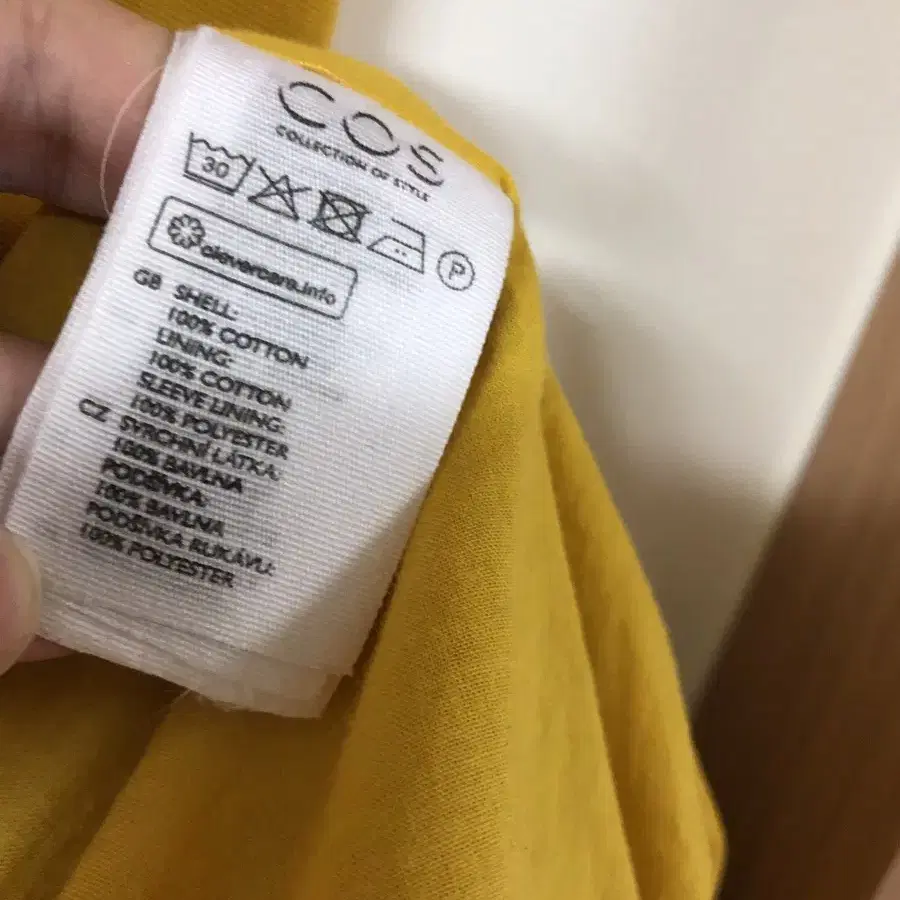 COS
COLLECTION OF STYLE
30
P
clevercare.info
GB SHELL:
100% COTTON
LINING:
100% COTTON
SLEEVE LINING:
100% POLYESTER
CZ SVRCHNÍ LÁTKA:
100% BAVLNA
PODŠÍVKA:
100% BAVLNA
PODŠÍVKA RUKÁVU:
100% POLYESTER